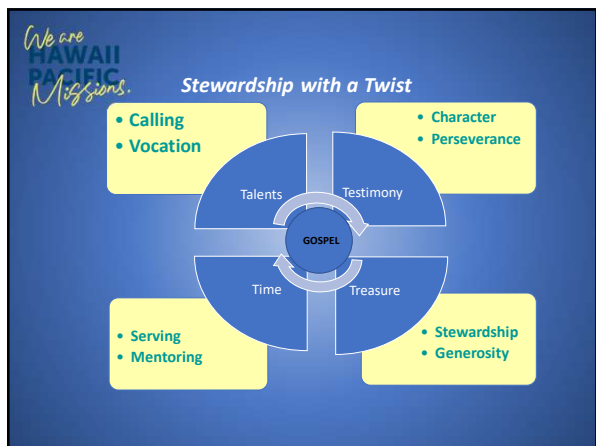 We are
HAWAII
PACIFIC
Missions.
Stewardship with a Twist
• Calling
• Vocation
• Character
• Perseverance
Talents
Testimony
GOSPEL
Time
Treasure
• Serving
• Mentoring
• Stewardship
• Generosity